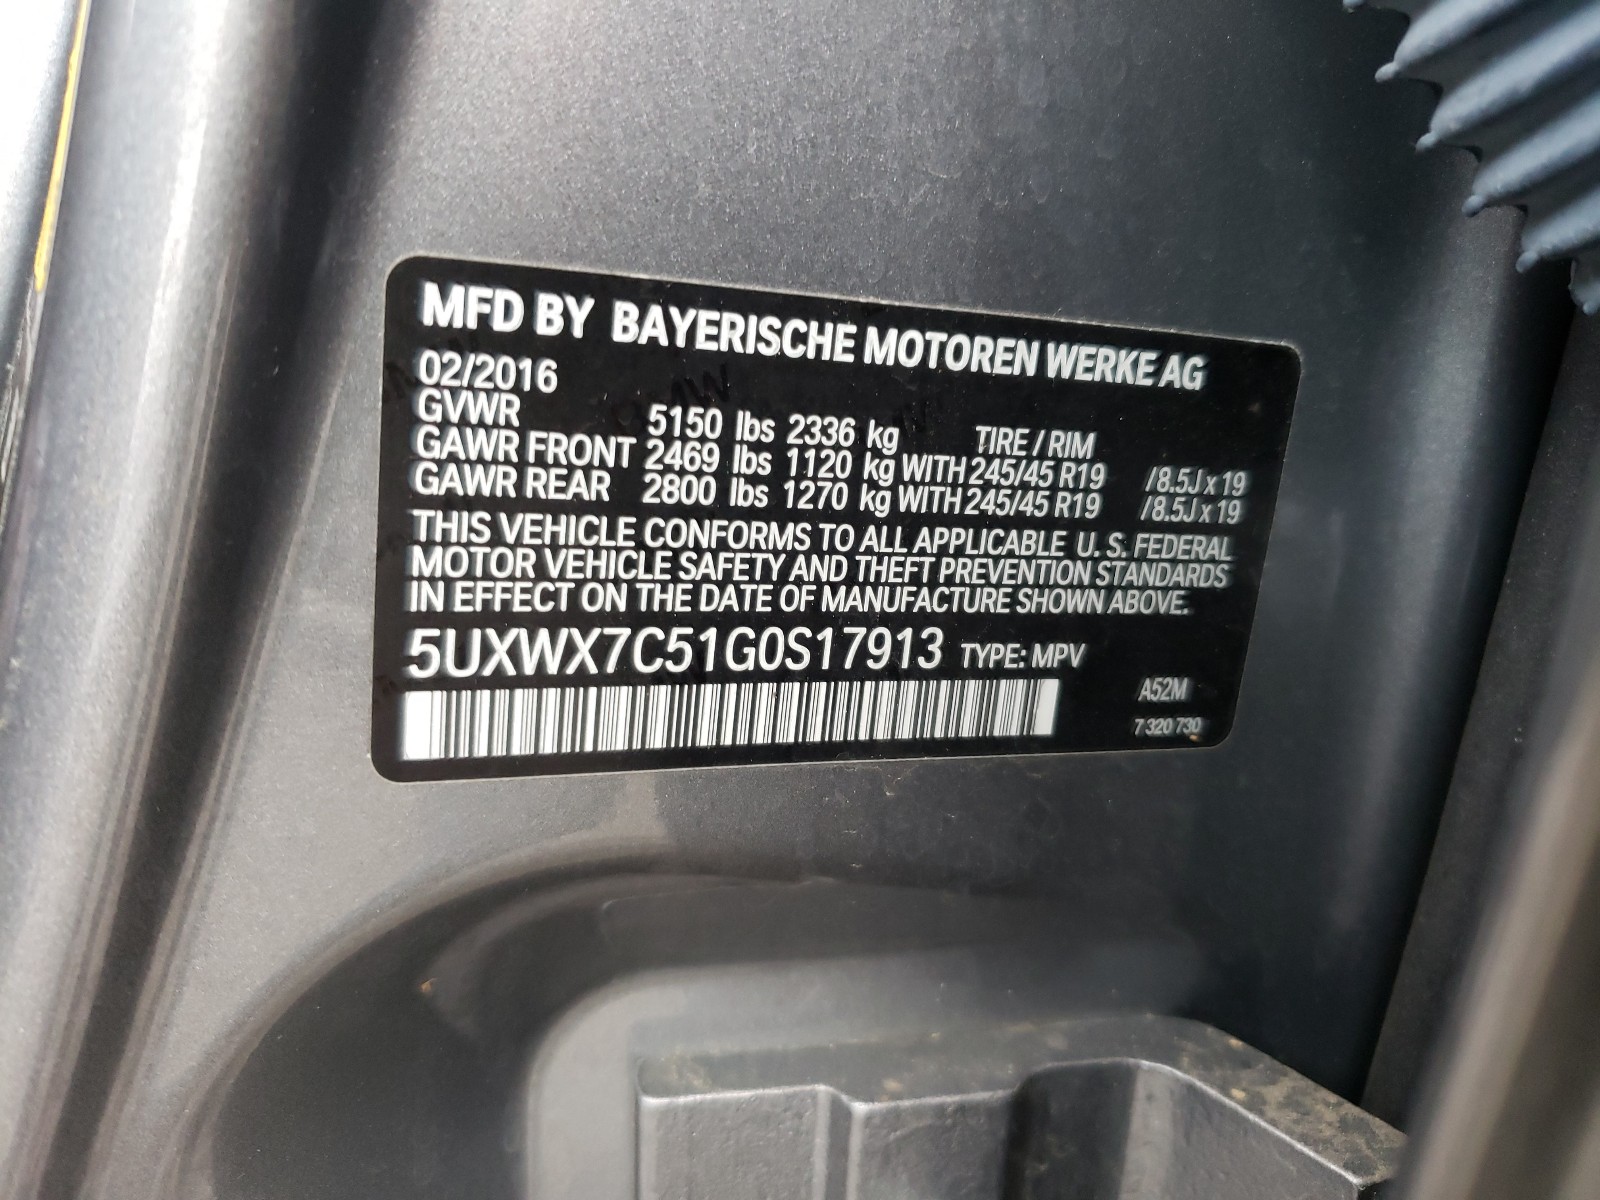 MFD BY BAYERISCHE MOTOREN WERKE AG
02/2016
GVWR 5150 lbs 2336 kg TIRE / RIM
GAWR FRONT 2469 lbs 1120 kg WITH 245/45 R19 /8.5J x 19
GAWR REAR 2800 lbs 1270 kg WITH 245/45 R19 /8.5J x 19
THIS VEHICLE CONFORMS TO ALL APPLICABLE U. S. FEDERAL
MOTOR VEHICLE SAFETY AND THEFT PREVENTION STANDARDS
IN EFFECT ON THE DATE OF MANUFACTURE SHOWN ABOVE.
5UXWX7C51G0S17913 TYPE: MPV
A52M
7 320 730